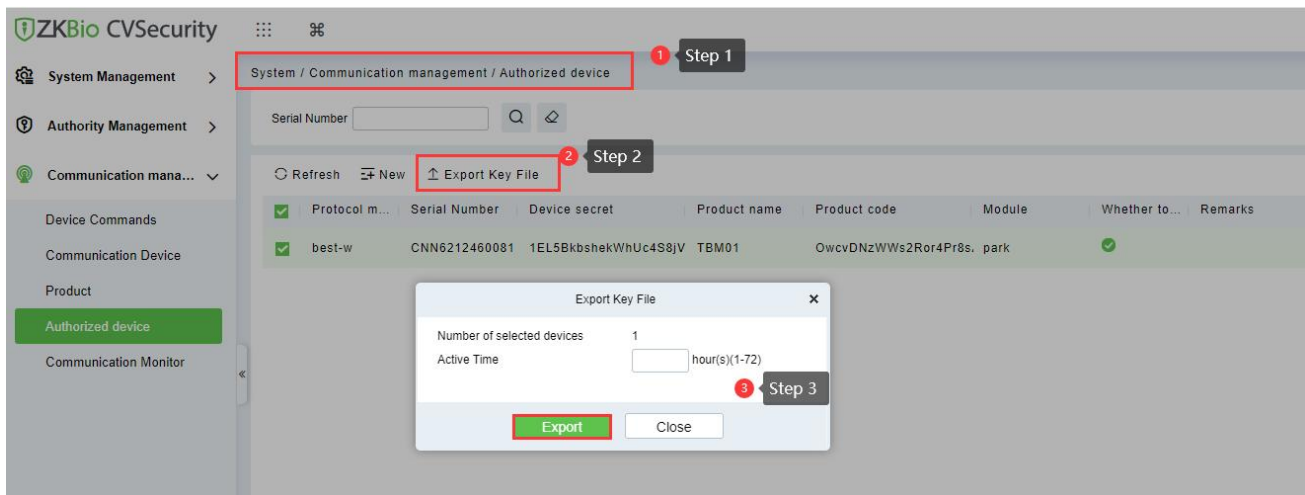 ZKBio CVSecurity
Step 1
System Management
System / Communication management / Authorized device
Authority Management
Serial Number
Step 2
Communication mana...
Refresh New Export Key File
Protocol m... Serial Number Device secret Product name Product code Module Whether to... Remarks
best-w CNN6212460081 1EL5BkbshekWhUc4S8jV TBM01 OwcvDNzWWs2Ror4Pr8s. park
Device Commands
Communication Device
Product
Authorized device
Communication Monitor
Export Key File
Number of selected devices 1
Active Time hour(s)(1-72)
3 Step 3
Export Close